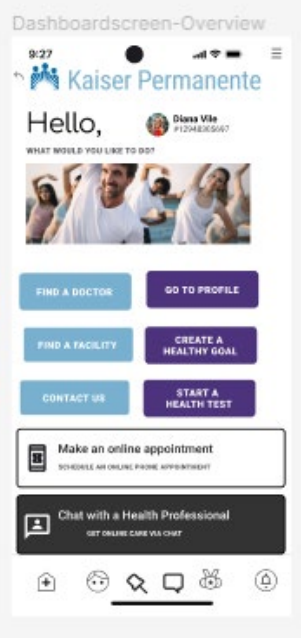 Dashboardscreen-Overview
9:27
Kaiser Permanente
Hello,
Diana Vile
#12948305697
WHAT WOULD YOU LIKE TO DO?
FIND A DOCTOR
GO TO PROFILE
FIND A FACILITY
CREATE A
HEALTHY GOAL
CONTACT US
START A
HEALTH TEST
Make an online appointment
SCHEDULE AN ONLINE PHONE APPOINTMENT
Chat with a Health Professional
GET ONLINE CARE VIA CHAT